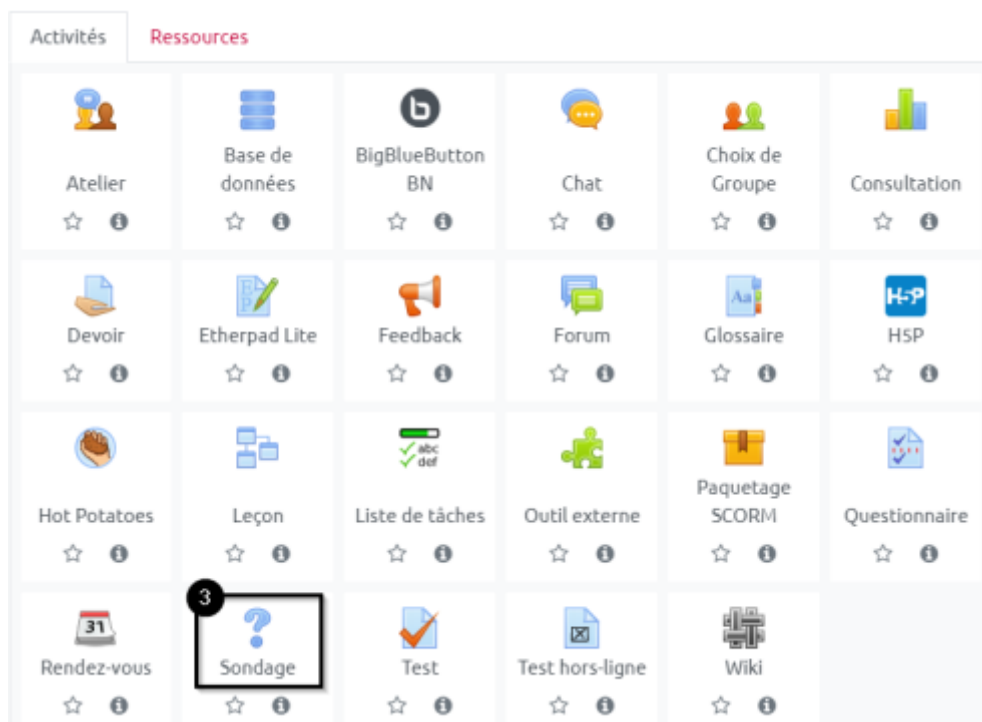 Activités Ressources
Atelier
Base de
données
BigBlueButton
BN
Chat
Choix de
Groupe
Consultation
Devoir
EP
Etherpad Lite
Feedback
Forum
Aa
Glossaire
H-P
H5P
Hot Potatoes
Leçon
abc
def
Liste de tâches
Outil externe
Paquetage
SCORM
Questionnaire
31
Rendez-vous
3
Sondage
Test
Test hors-ligne
Wiki